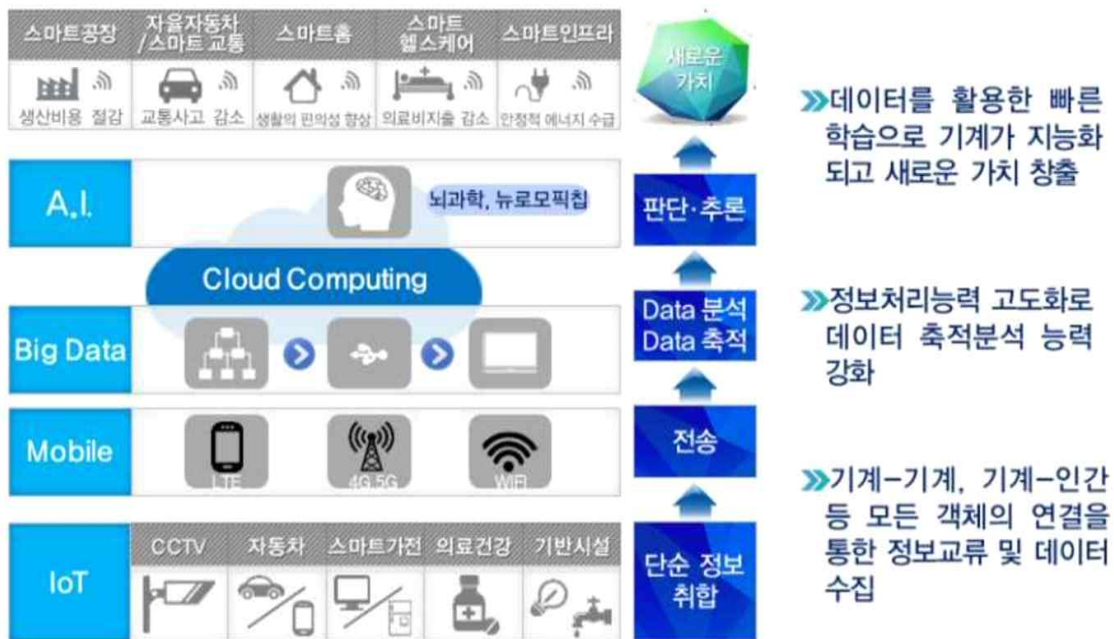 스마트공장
자율자동차
/스마트 교통
스마트홈
스마트
헬스케어
스마트인프라
생산비용 절감
교통사고 감소
생활의 편의성 향상
의료비지출 감소
안정적 에너지 수급
새로운
가치
데이터를 활용한 빠른
학습으로 기계가 지능화
되고 새로운 가치 창출
A.I.
뇌과학, 뉴로모픽칩
판단·추론
Cloud Computing
Big Data
Data 분석
Data 축적
정보처리능력 고도화로
데이터 축적분석 능력
강화
Mobile
LTE
4G,5G
WIFI
전송
기계-기계, 기계-인간
등 모든 객체의 연결을
통한 정보교류 및 데이터
수집
IoT
CCTV
자동차
스마트가전
의료건강
기반시설
단순 정보
취합